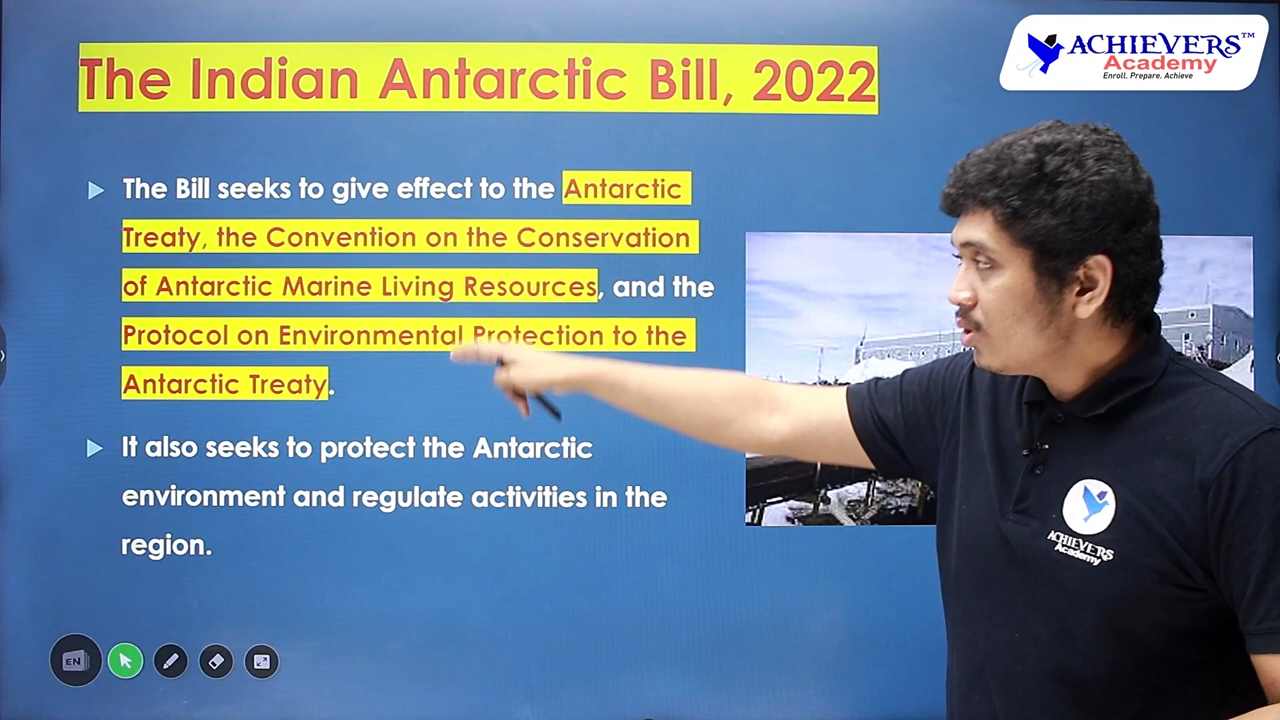 The Indian Antarctic Bill, 2022
ACHIEVERS™
Academy
Enroll. Prepare. Achieve
The Bill seeks to give effect to the Antarctic
Treaty, the Convention on the Conservation
of Antarctic Marine Living Resources, and the
Protocol on Environmental Protection to the
Antarctic Treaty.
It also seeks to protect the Antarctic
environment and regulate activities in the
region.
ACHIEVERS
Academy
EN